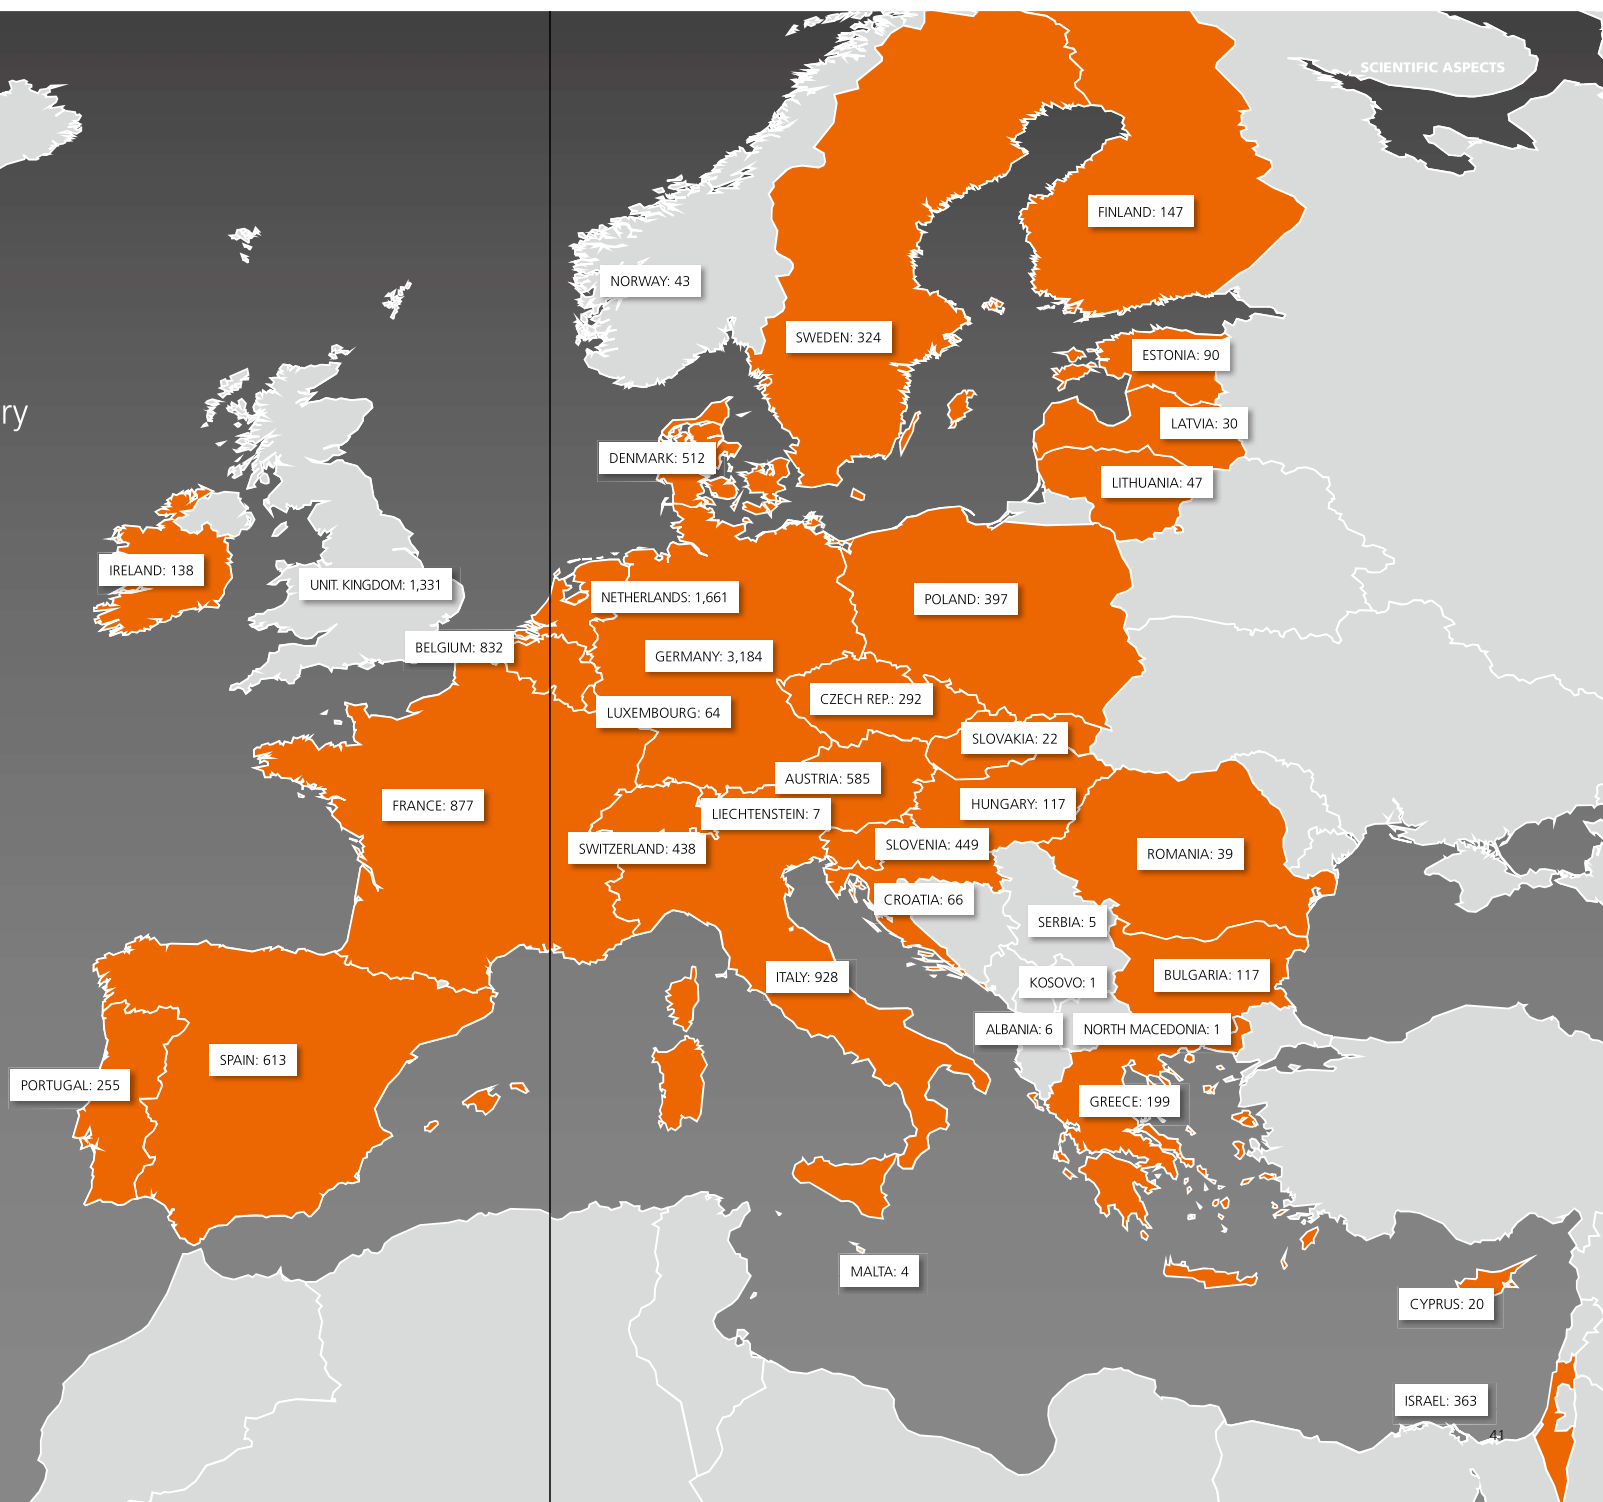 SCIENTIFIC ASPECTS
FINLAND: 147
NORWAY: 43
SWEDEN: 324
ESTONIA: 90
ry
LATVIA: 30
DENMARK: 512
LITHUANIA: 47
IRELAND: 138
UNIT. KINGDOM: 1,331
NETHERLANDS: 1,661
POLAND: 397
BELGIUM: 832
GERMANY: 3,184
CZECH REP.: 292
LUXEMBOURG: 64
SLOVAKIA: 22
AUSTRIA: 585
FRANCE: 877
HUNGARY: 117
LIECHTENSTEIN: 7
SLOVENIA: 449
SWITZERLAND: 438
ROMANIA: 39
CROATIA: 66
SERBIA: 5
ITALY: 928
BULGARIA: 117
KOSOVO: 1
ALBANIA: 6
NORTH MACEDONIA: 1
SPAIN: 613
PORTUGAL: 255
GREECE: 199
MALTA: 4
CYPRUS: 20
ISRAEL: 363
41